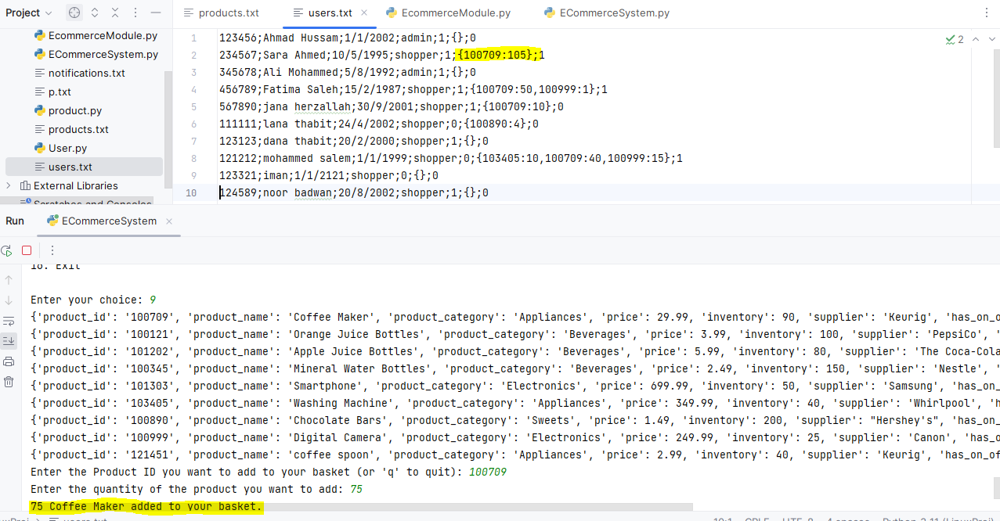 Project
products.txt
users.txt
EcommerceModule.py
ECommerceSystem.py
EcommerceModule.py
ECommerceSystem.py
notifications.txt
p.txt
product.py
products.txt
User.py
users.txt
External Libraries
Scratches and Consoles
2
1 123456;Ahmad Hussam;1/1/2002;admin;1;{};0
2 234567;Sara Ahmed;10/5/1995;shopper;1;{100709:105};1
3 345678;Ali Mohammed;5/8/1992;admin;1;{};0
4 456789;Fatima Saleh;15/2/1987;shopper;1;{100709:50,100999:1};1
5 567890;jana herzallah;30/9/2001;shopper;1;{100709:10};0
6 111111;lana thabit;24/4/2002;shopper;0;{100890:4};0
7 123123;dana thabit;20/2/2000;shopper;1;{};0
8 121212;mohammed salem;1/1/1999;shopper;0;{103405:10,100709:40,100999:15};1
9 123321;iman;1/1/2121;shopper;0;{};0
10 124589;noor badwan;20/8/2002;shopper;1;{};0
Run
ECommerceSystem
16. Exit
Enter your choice: 9
{'product_id': '100709', 'product_name': 'Coffee Maker', 'product_category': 'Appliances', 'price': 29.99, 'inventory': 90, 'supplier': 'Keurig', 'has_on_o
{'product_id': '100121', 'product_name': 'Orange Juice Bottles', 'product_category': 'Beverages', 'price': 3.99, 'inventory': 100, 'supplier': 'PepsiCo', '
{'product_id': '101202', 'product_name': 'Apple Juice Bottles', 'product_category': 'Beverages', 'price': 5.99, 'inventory': 80, 'supplier': 'The Coca-Cola
{'product_id': '100345', 'product_name': 'Mineral Water Bottles', 'product_category': 'Beverages', 'price': 2.49, 'inventory': 150, 'supplier': 'Nestle', '
{'product_id': '101303', 'product_name': 'Smartphone', 'product_category': 'Electronics', 'price': 699.99, 'inventory': 50, 'supplier': 'Samsung', 'has_on_
{'product_id': '103405', 'product_name': 'Washing Machine', 'product_category': 'Appliances', 'price': 349.99, 'inventory': 40, 'supplier': 'Whirlpool', 'h
{'product_id': '100890', 'product_name': 'Chocolate Bars', 'product_category': 'Sweets', 'price': 1.49, 'inventory': 200, 'supplier': "Hershey's", 'has_on_
{'product_id': '100999', 'product_name': 'Digital Camera', 'product_category': 'Electronics', 'price': 249.99, 'inventory': 25, 'supplier': 'Canon', 'has_o
{'product_id': '121451', 'product_name': 'coffee spoon', 'product_category': 'Appliances', 'price': 2.99, 'inventory': 40, 'supplier': 'Keurig', 'has_on_of
Enter the Product ID you want to add to your basket (or 'q' to quit): 100709
Enter the quantity of the product you want to add: 75
75 Coffee Maker added to your basket.